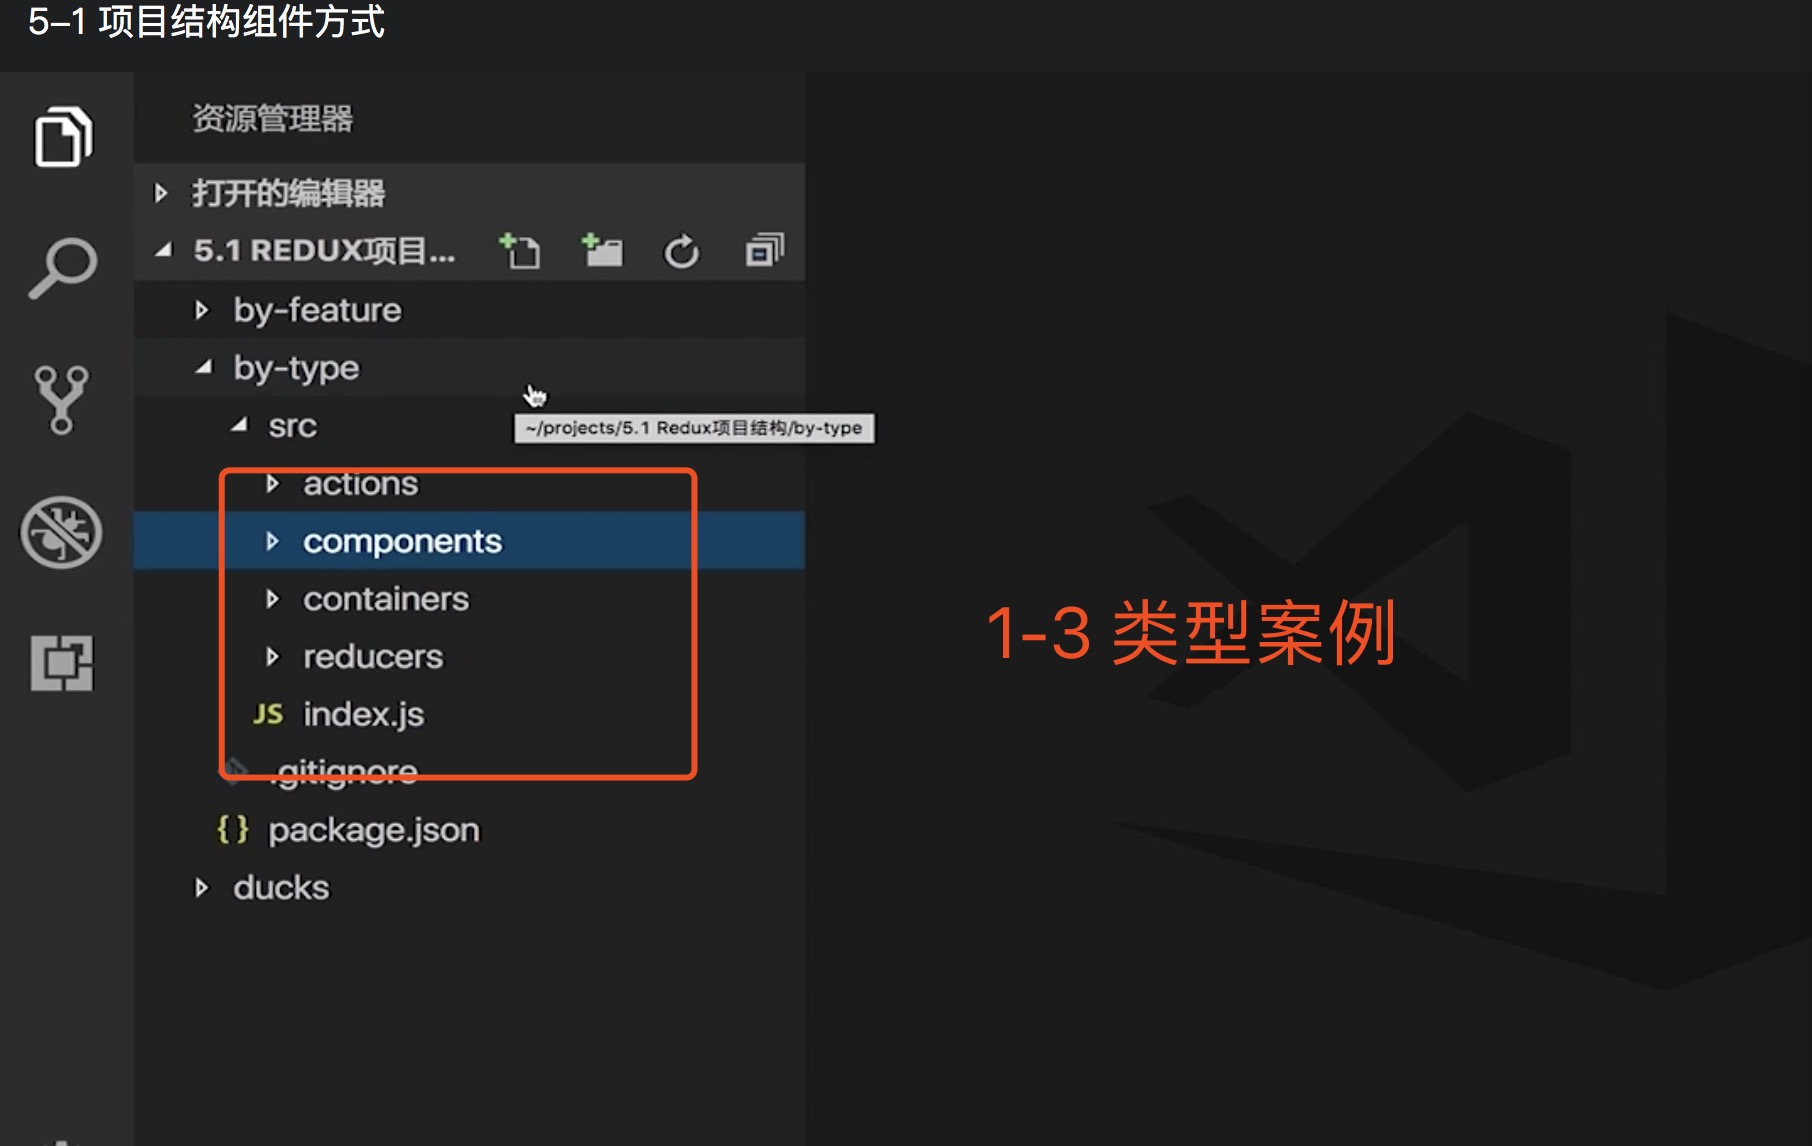 5-1 项目结构组件方式
资源管理器
打开的编辑器
5.1 REDUX项目...
by-feature
by-type
~/projects/5.1 Redux项目结构/by-type
src
actions
components
containers
reducers
JS index.js
.gitignore
{} package.json
ducks
1-3 类型案例